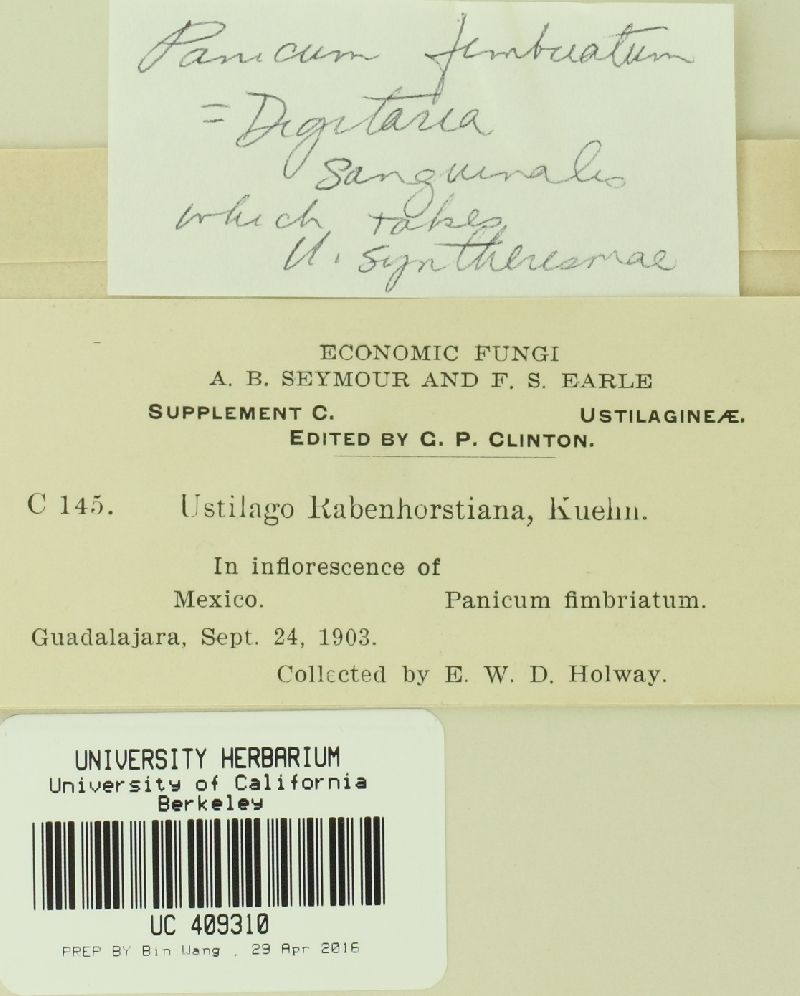 Panicum fimbriatum
= Digitaria
sanguinalis
which takes
U. syntherismae
ECONOMIC FUNGI
A. B. SEYMOUR AND F. S. EARLE
SUPPLEMENT C. USTILAGINEÆ.
EDITED BY G. P. CLINTON.
C 145. Ustilago Rabenhorstiana, Kuehn.
In inflorescence of
Mexico. Panicum fimbriatum.
Guadalajara, Sept. 24, 1903.
Collected by E. W. D. Holway.
UNIVERSITY HERBARIUM
University of California
Berkeley
UC 409310
PREP BY Bin Wang , 29 Apr 2016